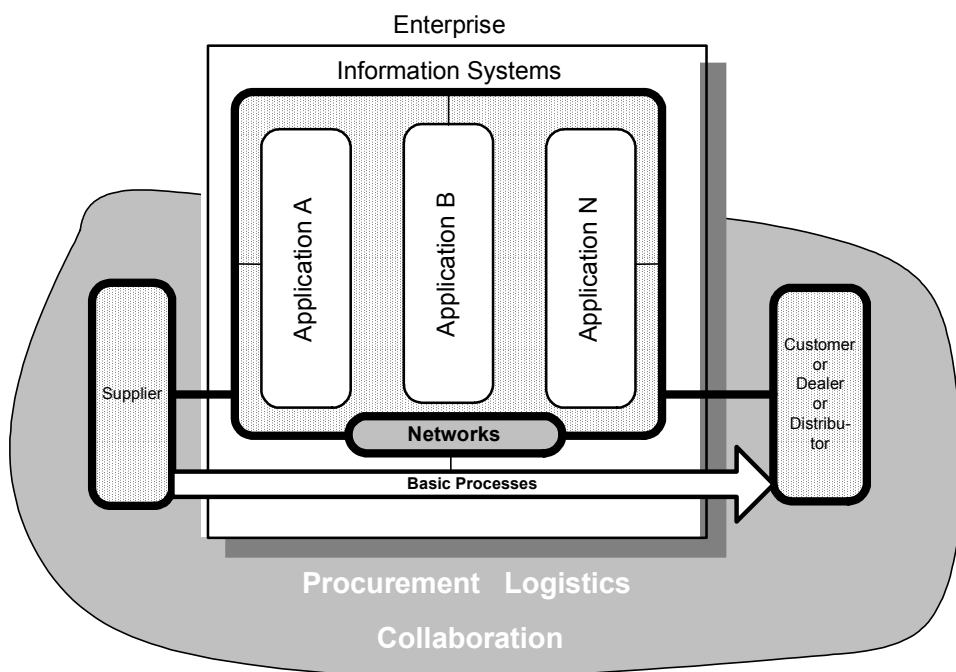 Enterprise
Information Systems
Application A
Application B
Application N
Supplier
Customer
or
Dealer
or
Distribu-
tor
Networks
Basic Processes
Procurement Logistics
Collaboration